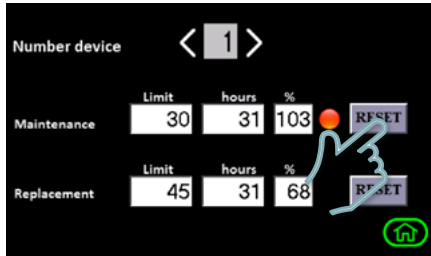 Number device < 1 >
Limit hours %
Maintenance 30 31 103 RESET
Limit hours %
Replacement 45 31 68 RESET